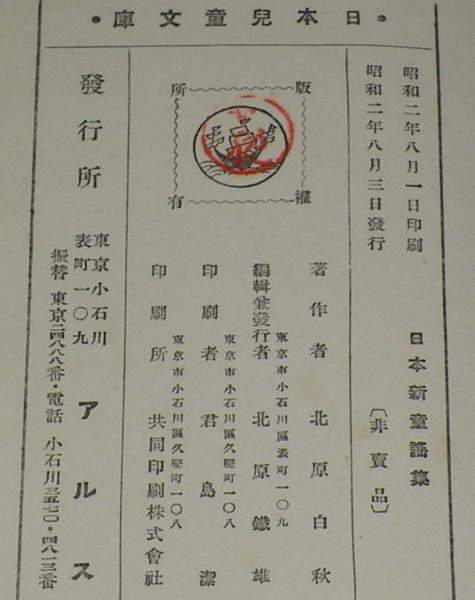 日本兒童文庫
昭和二年八月一日印刷
昭和二年八月三日發行
日本新童謡集
〔非賣品〕
版權所有
著作者 北原白秋
東京市小石川區表町一〇九
編輯兼發行者 北原鐵雄
東京市小石川區久堅町一〇八
印刷者 君島潔
東京市小石川區久堅町一〇八
印刷所 共同印刷株式會社
發行所
東京小石川
表町一〇九
アルス
振替 東京二四八八八番・電話 小石川三五七〇・四八一三番